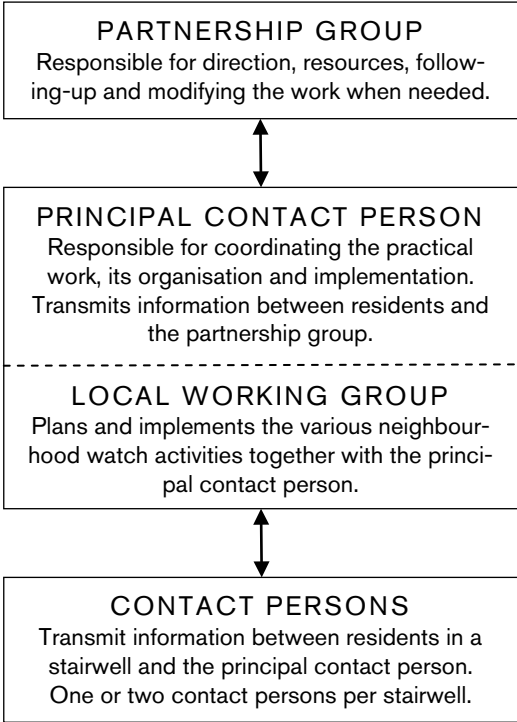 PARTNERSHIP GROUP
Responsible for direction, resources, follow-
ing-up and modifying the work when needed.
PRINCIPAL CONTACT PERSON
Responsible for coordinating the practical
work, its organisation and implementation.
Transmits information between residents and
the partnership group.
LOCAL WORKING GROUP
Plans and implements the various neighbour-
hood watch activities together with the princi-
pal contact person.
CONTACT PERSONS
Transmit information between residents in a
stairwell and the principal contact person.
One or two contact persons per stairwell.